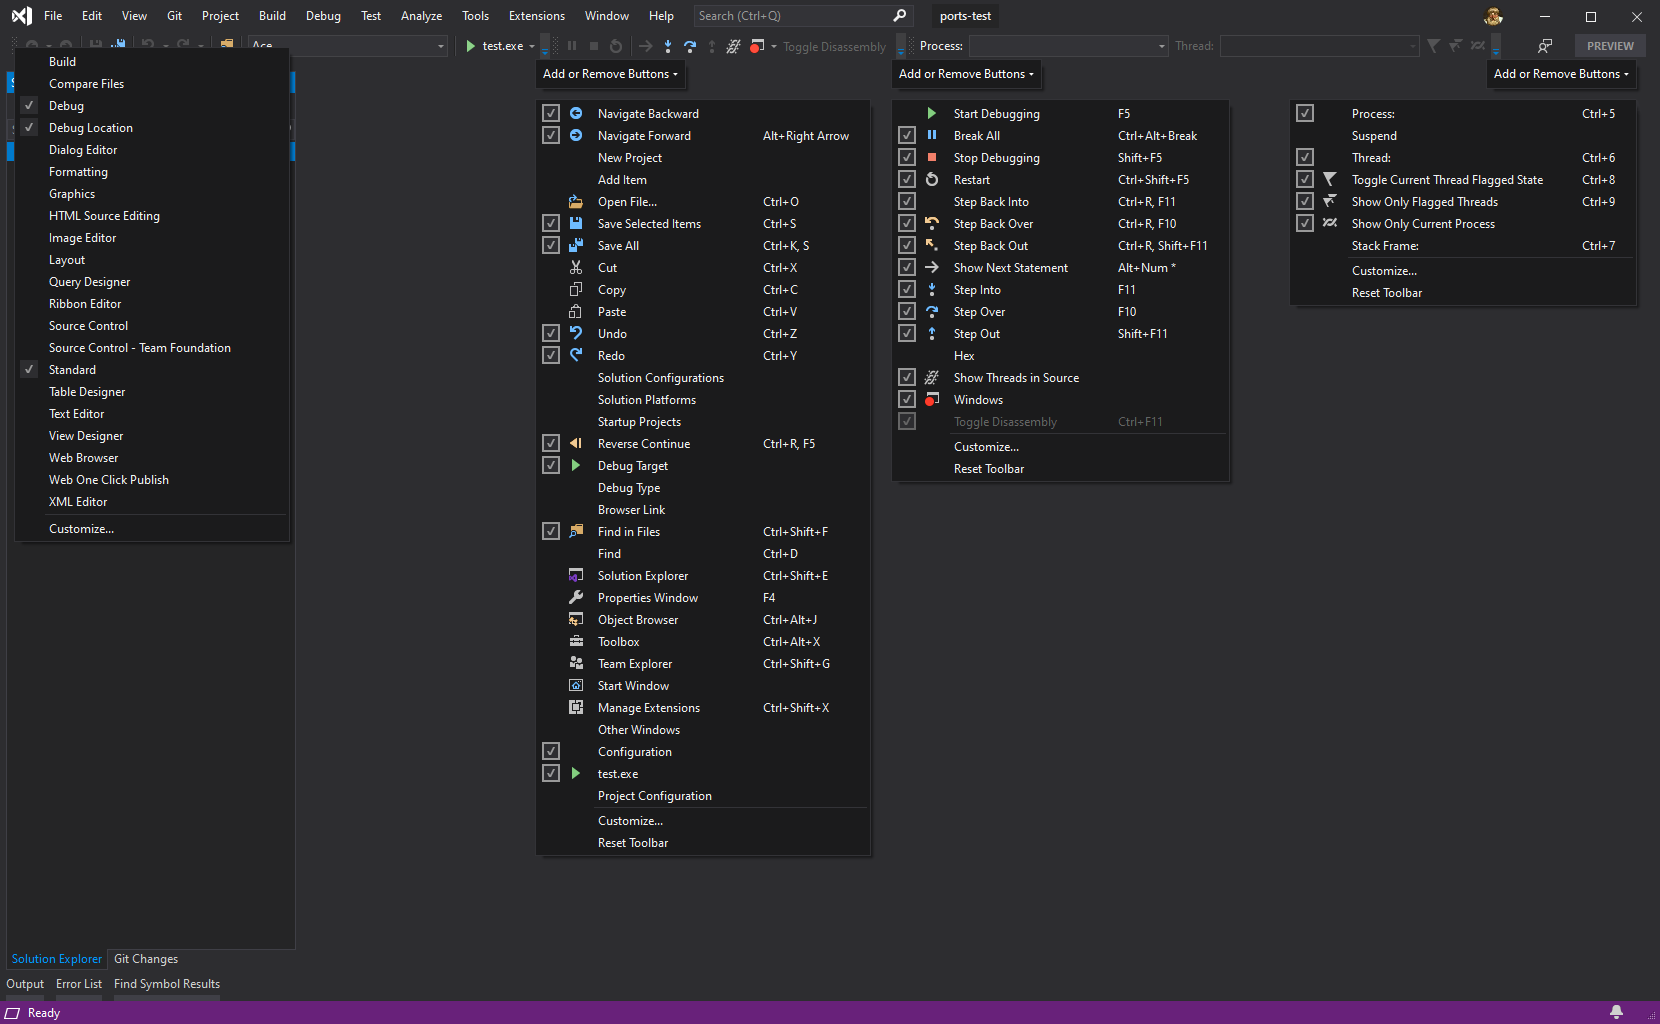 File Edit View Git Project Build Debug Test Analyze Tools Extensions Window Help Search (Ctrl+Q) ports-test
Ace test.exe Toggle Disassembly Process: Thread: PREVIEW
Build
Compare Files
Debug
Debug Location
Dialog Editor
Formatting
Graphics
HTML Source Editing
Image Editor
Layout
Query Designer
Ribbon Editor
Source Control
Source Control - Team Foundation
Standard
Table Designer
Text Editor
View Designer
Web Browser
Web One Click Publish
XML Editor
Customize...
Add or Remove Buttons
Navigate Backward
Navigate Forward Alt+Right Arrow
New Project
Add Item
Open File... Ctrl+O
Save Selected Items Ctrl+S
Save All Ctrl+K, S
Cut Ctrl+X
Copy Ctrl+C
Paste Ctrl+V
Undo Ctrl+Z
Redo Ctrl+Y
Solution Configurations
Solution Platforms
Startup Projects
Reverse Continue Ctrl+R, F5
Debug Target
Debug Type
Browser Link
Find in Files Ctrl+Shift+F
Find Ctrl+D
Solution Explorer Ctrl+Shift+E
Properties Window F4
Object Browser Ctrl+Alt+J
Toolbox Ctrl+Alt+X
Team Explorer Ctrl+Shift+G
Start Window
Manage Extensions Ctrl+Shift+X
Other Windows
Configuration
test.exe
Project Configuration
Customize...
Reset Toolbar
Add or Remove Buttons
Start Debugging F5
Break All Ctrl+Alt+Break
Stop Debugging Shift+F5
Restart Ctrl+Shift+F5
Step Back Into Ctrl+R, F11
Step Back Over Ctrl+R, F10
Step Back Out Ctrl+R, Shift+F11
Show Next Statement Alt+Num *
Step Into F11
Step Over F10
Step Out Shift+F11
Hex
Show Threads in Source
Windows
Toggle Disassembly Ctrl+F11
Customize...
Reset Toolbar
Add or Remove Buttons
Process: Ctrl+5
Suspend
Thread: Ctrl+6
Toggle Current Thread Flagged State Ctrl+8
Show Only Flagged Threads Ctrl+9
Show Only Current Process
Stack Frame: Ctrl+7
Customize...
Reset Toolbar
Solution Explorer Git Changes
Output Error List Find Symbol Results
Ready